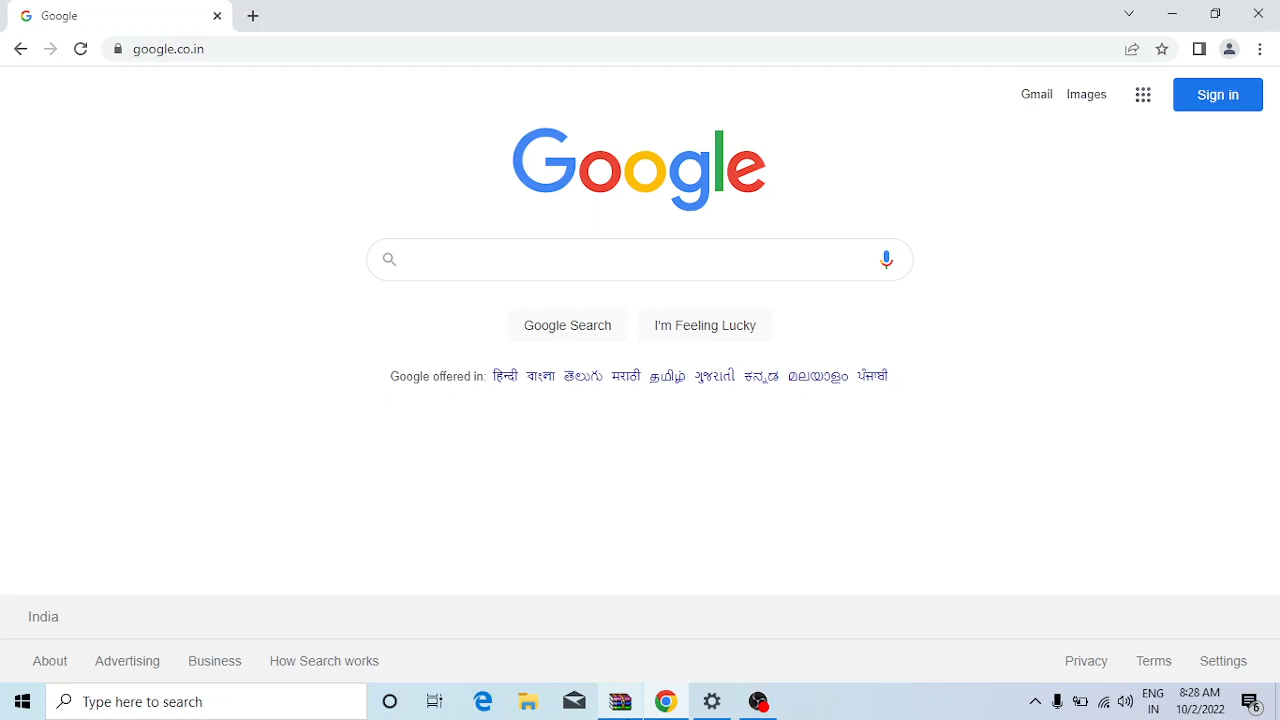 Google
google.co.in
Gmail Images Sign in
Google
Google Search I'm Feeling Lucky
Google offered in: हिन्दी বাংলা తెలుగు मराठी தமிழ் ગુજરાતી ಕನ್ನಡ മലയാളം ਪੰਜਾਬੀ
India
About Advertising Business How Search works Privacy Terms Settings
Type here to search
ENG 8:28 AM
IN 10/2/2022 6